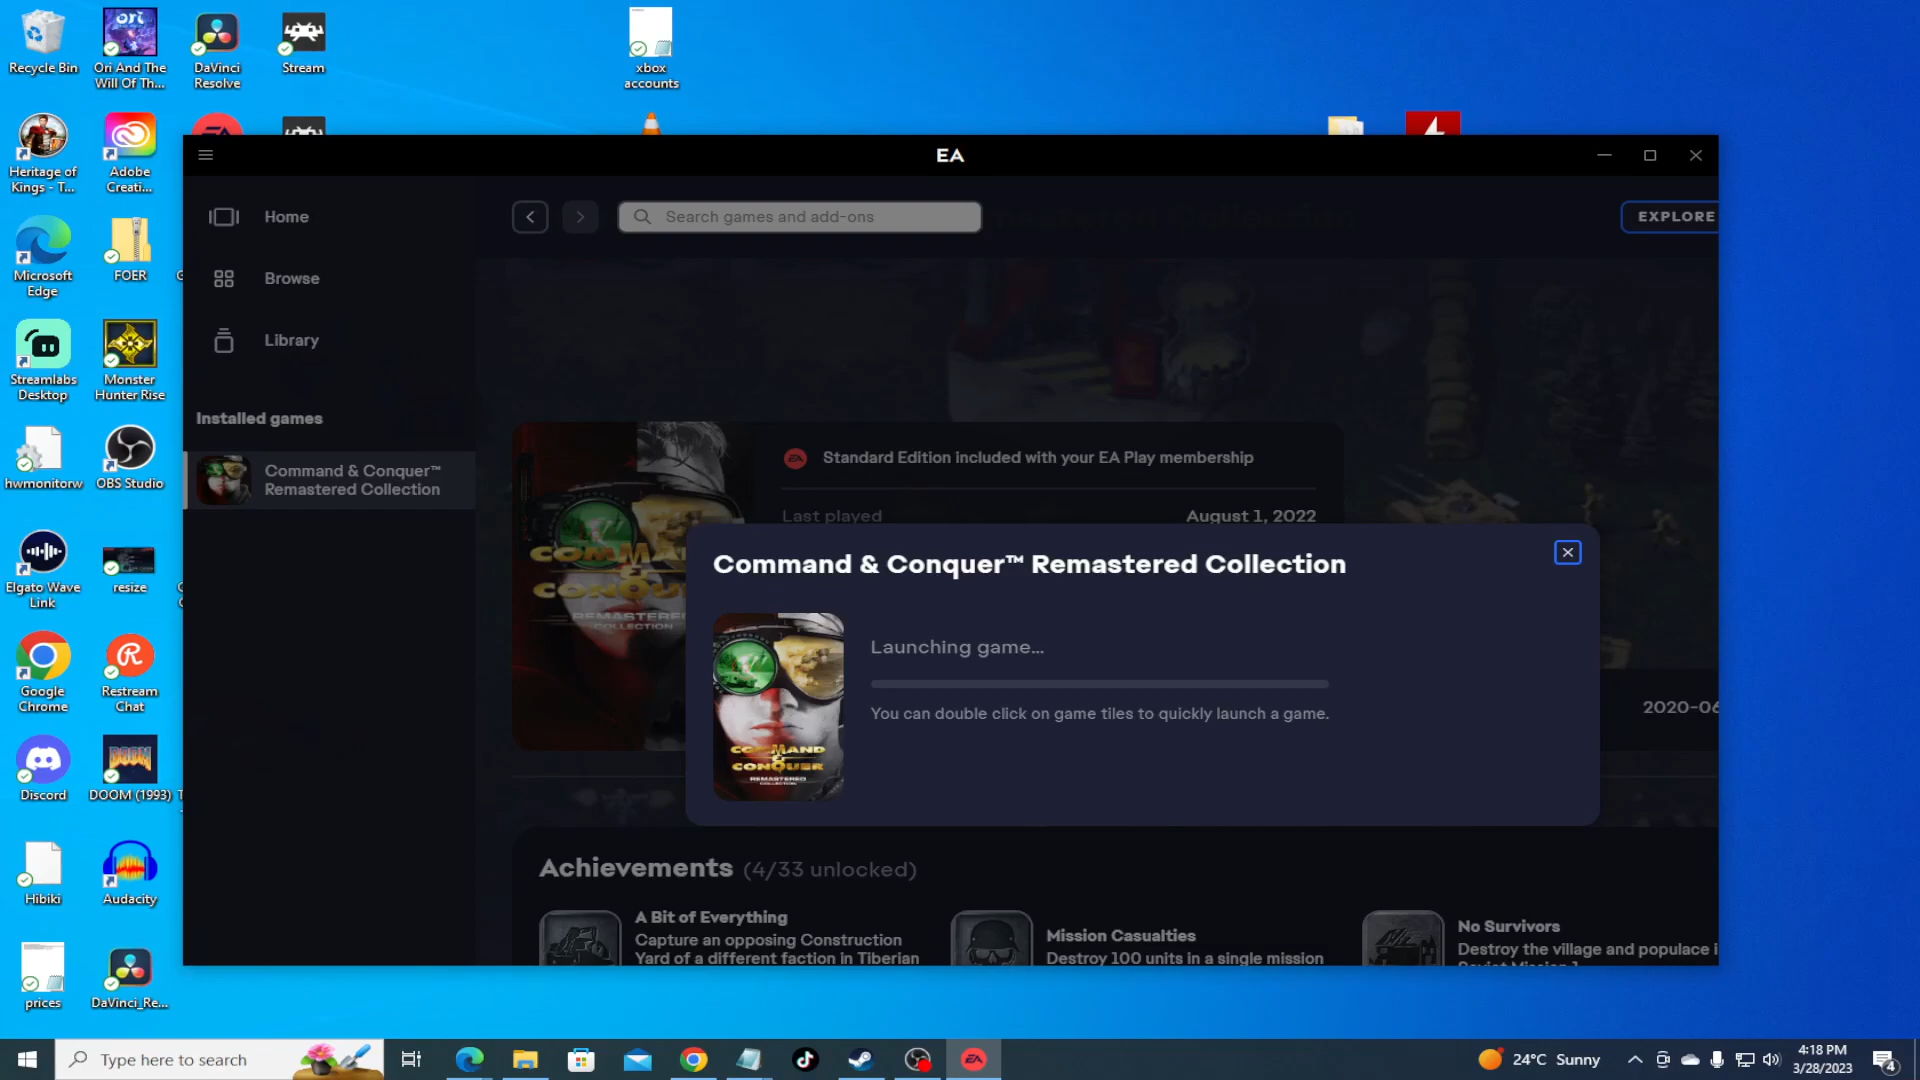 Recycle Bin
Ori And The
Will Of Th...
DaVinci
Resolve
Stream
xbox
accounts
Heritage of
Kings - T...
Adobe
Creati...
Microsoft
Edge
FOER
Streamlabs
Desktop
Monster
Hunter Rise
hwmonitorw
OBS Studio
Elgato Wave
Link
resize
Google
Chrome
Restream
Chat
Discord
DOOM (1993)
Hibiki
Audacity
prices
DaVinci_Re...
EA
Home
Browse
Library
Installed games
Command & Conquer™
Remastered Collection
Search games and add-ons
EXPLORE
Standard Edition included with your EA Play membership
Last played
August 1, 2022
2020-06
Command & Conquer™ Remastered Collection
Launching game...
You can double click on game tiles to quickly launch a game.
COMMAND
&
CONQUER
REMASTERED
COLLECTION
Achievements (4/33 unlocked)
A Bit of Everything
Capture an opposing Construction
Yard of a different faction in Tiberian
Mission Casualties
Destroy 100 units in a single mission
No Survivors
Destroy the village and populace i
Type here to search
24°C Sunny
4:18 PM
3/28/2023
4